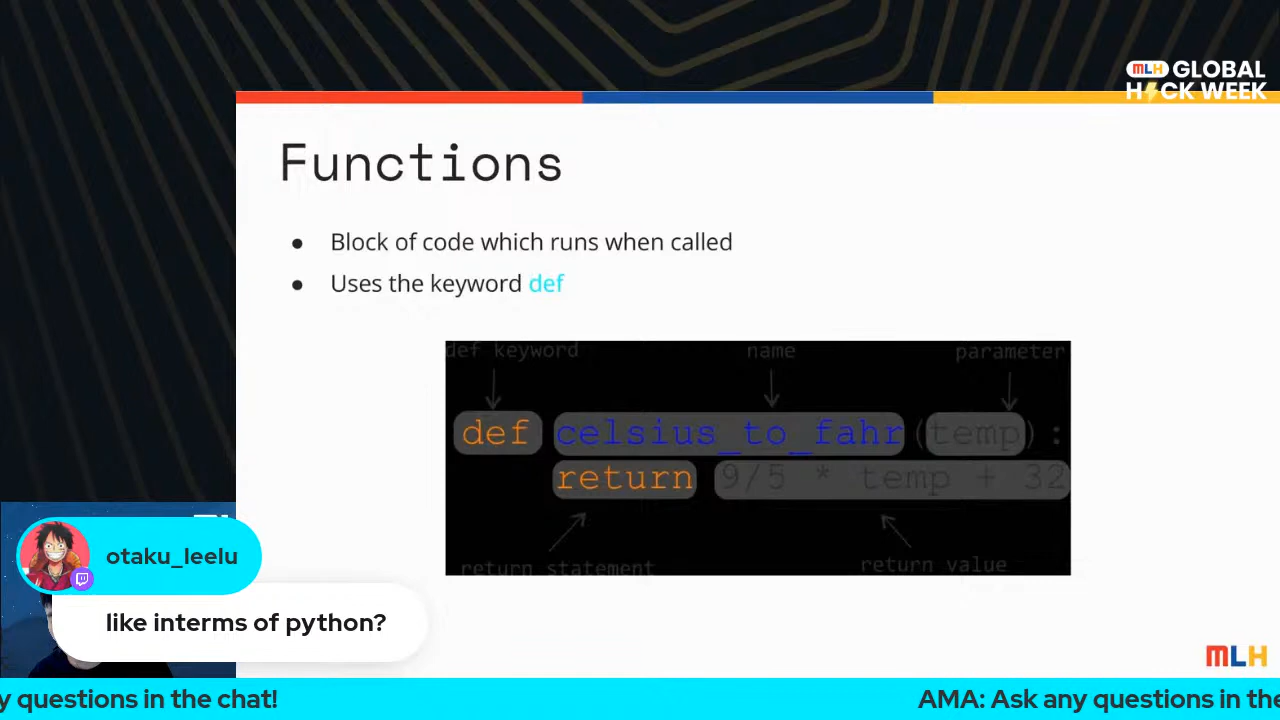 MLH GLOBAL
HACK WEEK
Functions
● Block of code which runs when called
● Uses the keyword def
def keyword name parameter
def celsius_to_fahr(temp):
return 9/5 * temp + 32
return statement return value
otaku_leelu
like interms of python?
MLH
y questions in the chat! AMA: Ask any questions in the